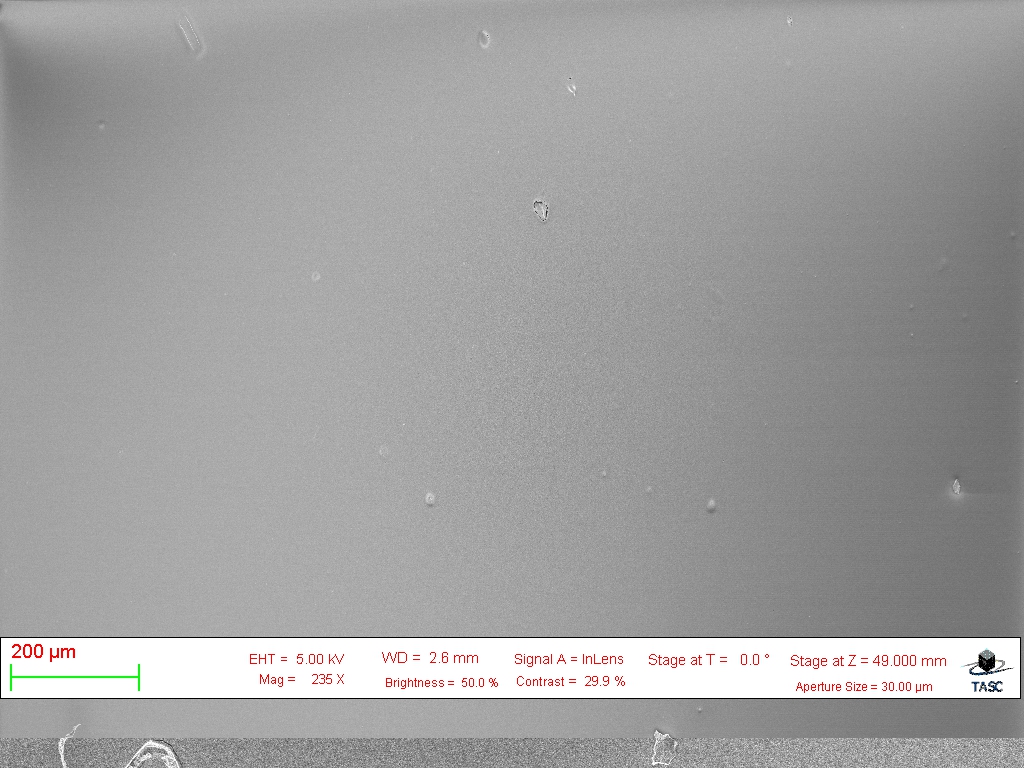 200 µm
EHT = 5.00 kV WD = 2.6 mm Signal A = InLens Stage at T = 0.0 ° Stage at Z = 49.000 mm
Mag = 235 X Brightness = 50.0 % Contrast = 29.9 % Aperture Size = 30.00 µm
TASC